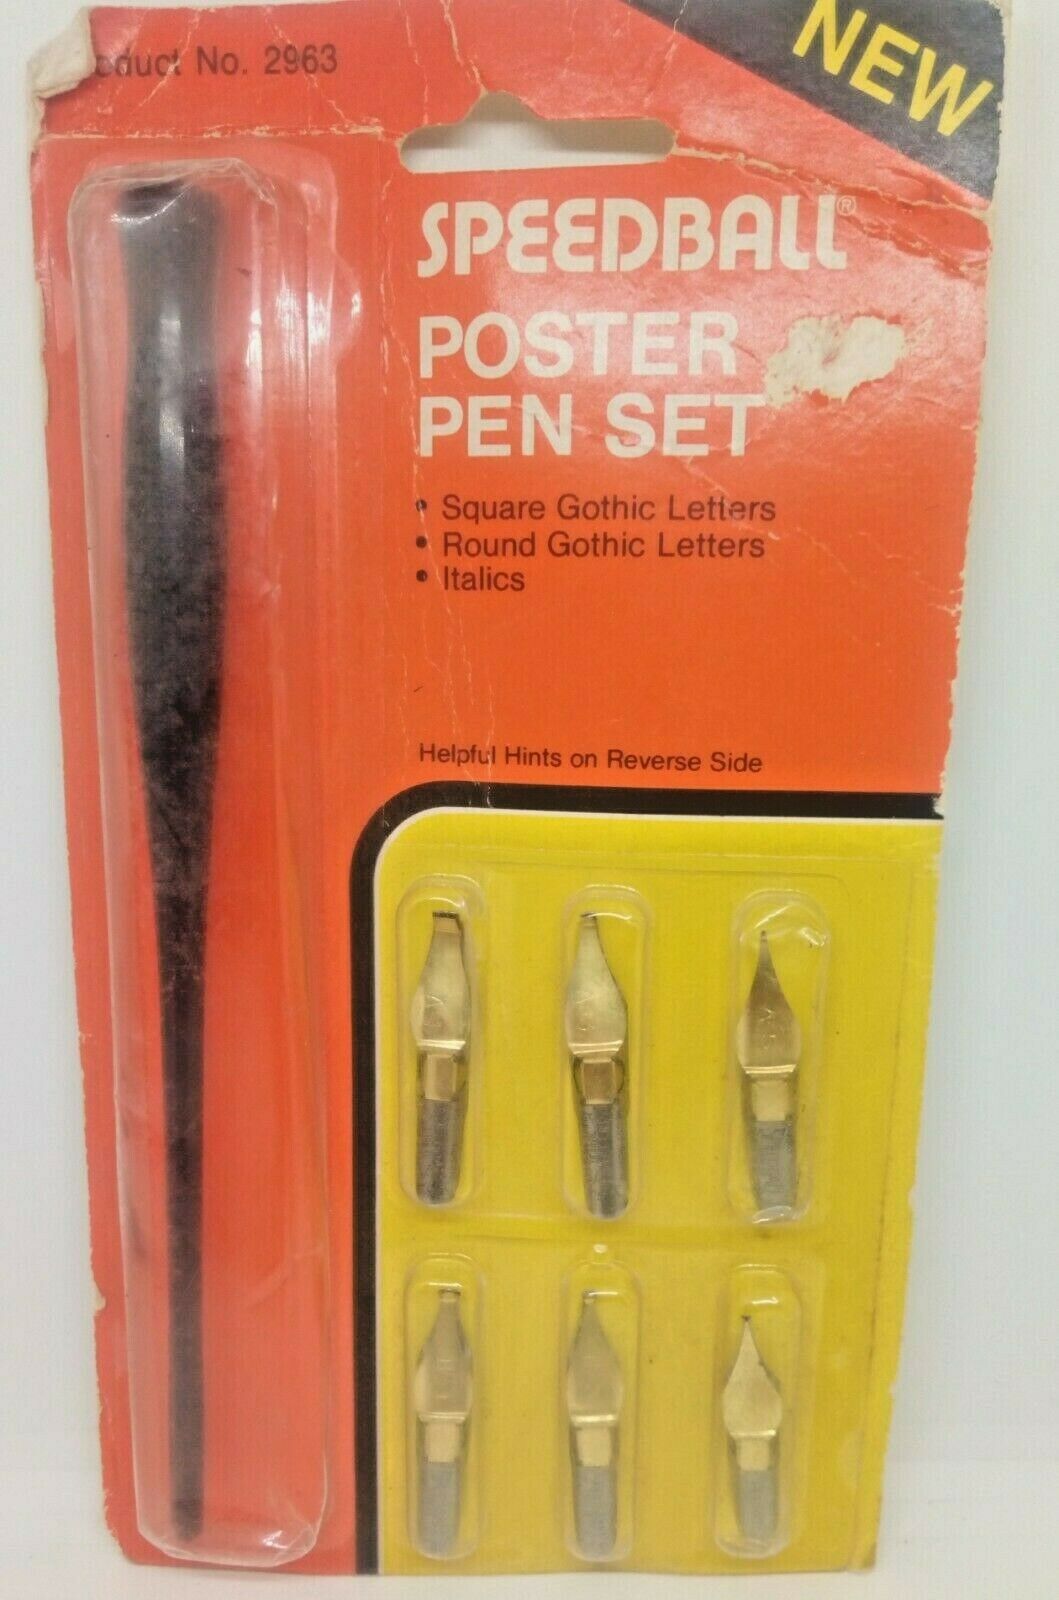 oduct No. 2963
NEW
SPEEDBALL®
POSTER
PEN SET
• Square Gothic Letters
• Round Gothic Letters
• Italics
Helpful Hints on Reverse Side